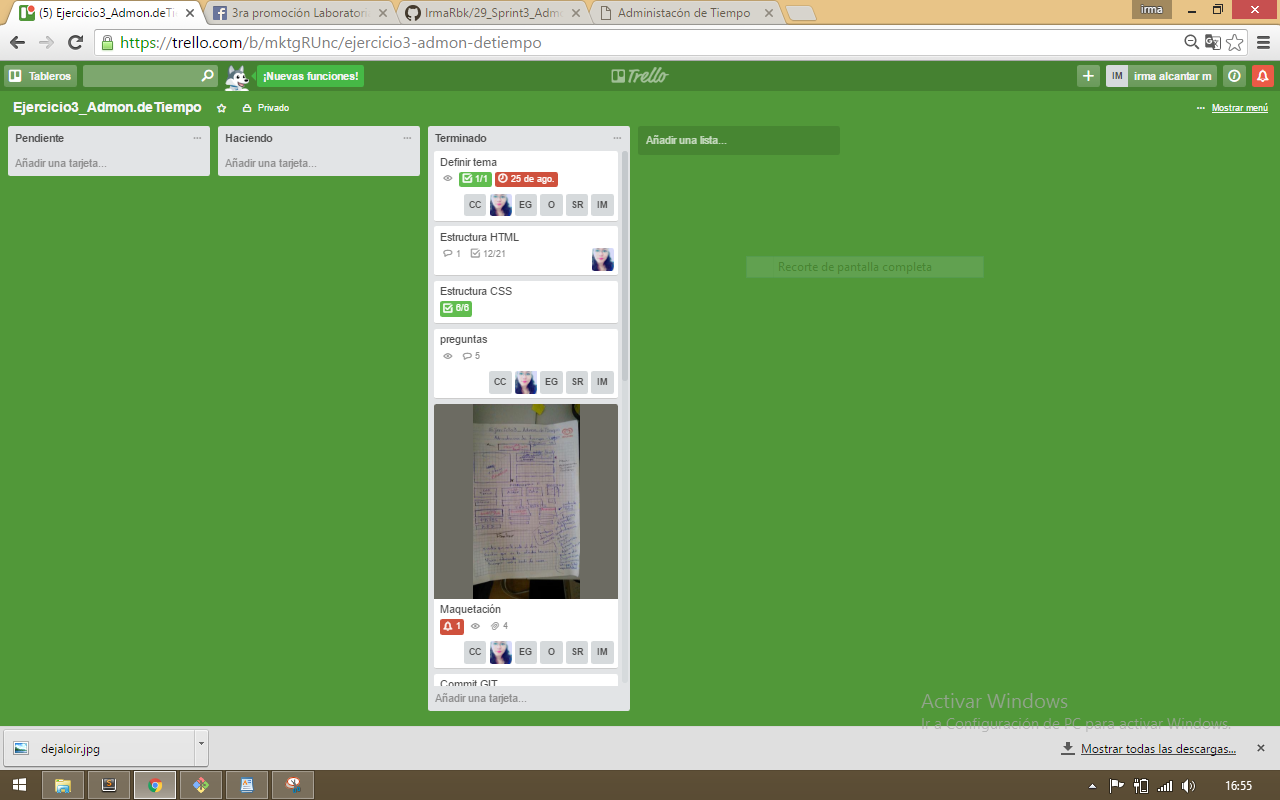 (5) Ejercicio3_Admon.deTi
3ra promoción Laborator
IrmaRbk/29_Sprint3_Adm
Administacón de Tiempo
irma
https://trello.com/b/mktgRUnc/ejercicio3-admon-detiempo
Tableros
¡Nuevas funciones!
Trello
IM irma alcantar m
Ejercicio3_Admon.deTiempo
Privado
Mostrar menú
Pendiente
Añadir una tarjeta...
Haciendo
Añadir una tarjeta...
Terminado
Definir tema
1/1 25 de ago.
CC EG O SR IM
Estructura HTML
1 12/21
Estructura CSS
6/6
preguntas
5
CC EG SR IM
Maquetación
1 4
CC EG O SR IM
Commit GIT
Añadir una tarjeta...
Añadir una lista...
Recorte de pantalla completa
Activar Windows
Ir a Configuración de PC para activar Windows.
dejaloir.jpg
Mostrar todas las descargas...
16:55